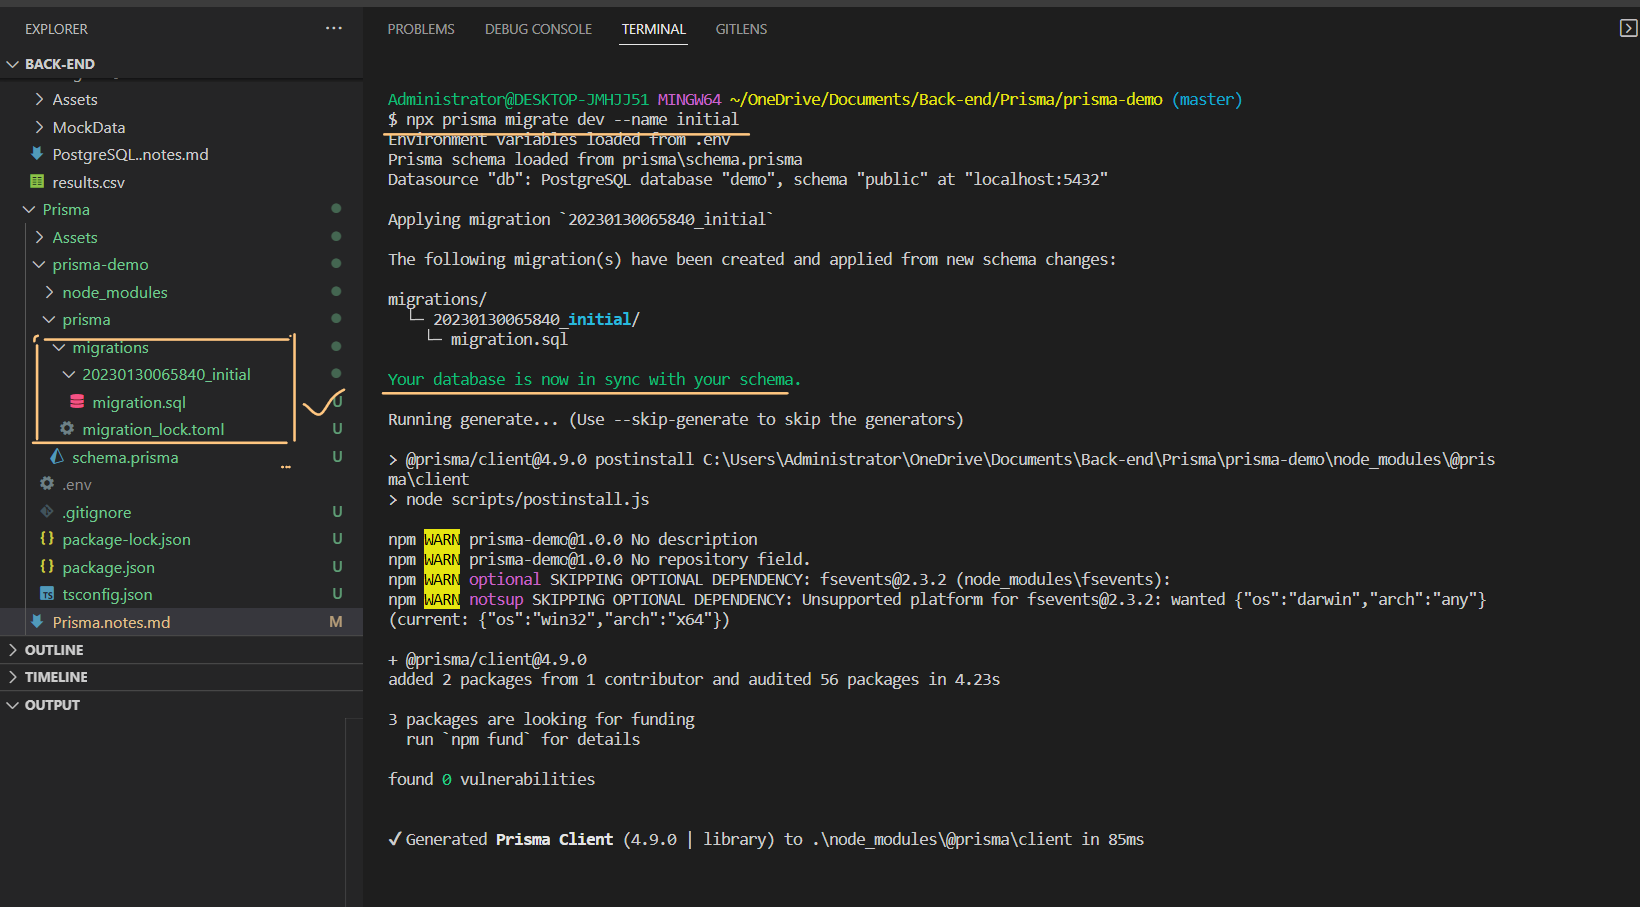 EXPLORER
···
BACK-END
Assets
MockData
PostgreSQL..notes.md
results.csv
Prisma
Assets
prisma-demo
node_modules
prisma
migrations
20230130065840_initial
migration.sql U
migration_lock.toml U
schema.prisma U
.env
.gitignore U
{} package-lock.json U
{} package.json U
TS tsconfig.json U
Prisma.notes.md M
OUTLINE
TIMELINE
OUTPUT
PROBLEMS DEBUG CONSOLE TERMINAL GITLENS
Administrator@DESKTOP-JMHJJ51 MINGW64 ~/OneDrive/Documents/Back-end/Prisma/prisma-demo (master)
$ npx prisma migrate dev --name initial
Environment variables loaded from .env
Prisma schema loaded from prisma\schema.prisma
Datasource "db": PostgreSQL database "demo", schema "public" at "localhost:5432"
Applying migration `20230130065840_initial`
The following migration(s) have been created and applied from new schema changes:
migrations/
└─ 20230130065840_initial/
└─ migration.sql
Your database is now in sync with your schema.
Running generate... (Use --skip-generate to skip the generators)
> @prisma/client@4.9.0 postinstall C:\Users\Administrator\OneDrive\Documents\Back-end\Prisma\prisma-demo\node_modules\@pris
ma\client
> node scripts/postinstall.js
npm WARN prisma-demo@1.0.0 No description
npm WARN prisma-demo@1.0.0 No repository field.
npm WARN optional SKIPPING OPTIONAL DEPENDENCY: fsevents@2.3.2 (node_modules\fsevents):
npm WARN notsup SKIPPING OPTIONAL DEPENDENCY: Unsupported platform for fsevents@2.3.2: wanted {"os":"darwin","arch":"any"}
(current: {"os":"win32","arch":"x64"})
+ @prisma/client@4.9.0
added 2 packages from 1 contributor and audited 56 packages in 4.23s
3 packages are looking for funding
run `npm fund` for details
found 0 vulnerabilities
✓ Generated Prisma Client (4.9.0 | library) to .\node_modules\@prisma\client in 85ms